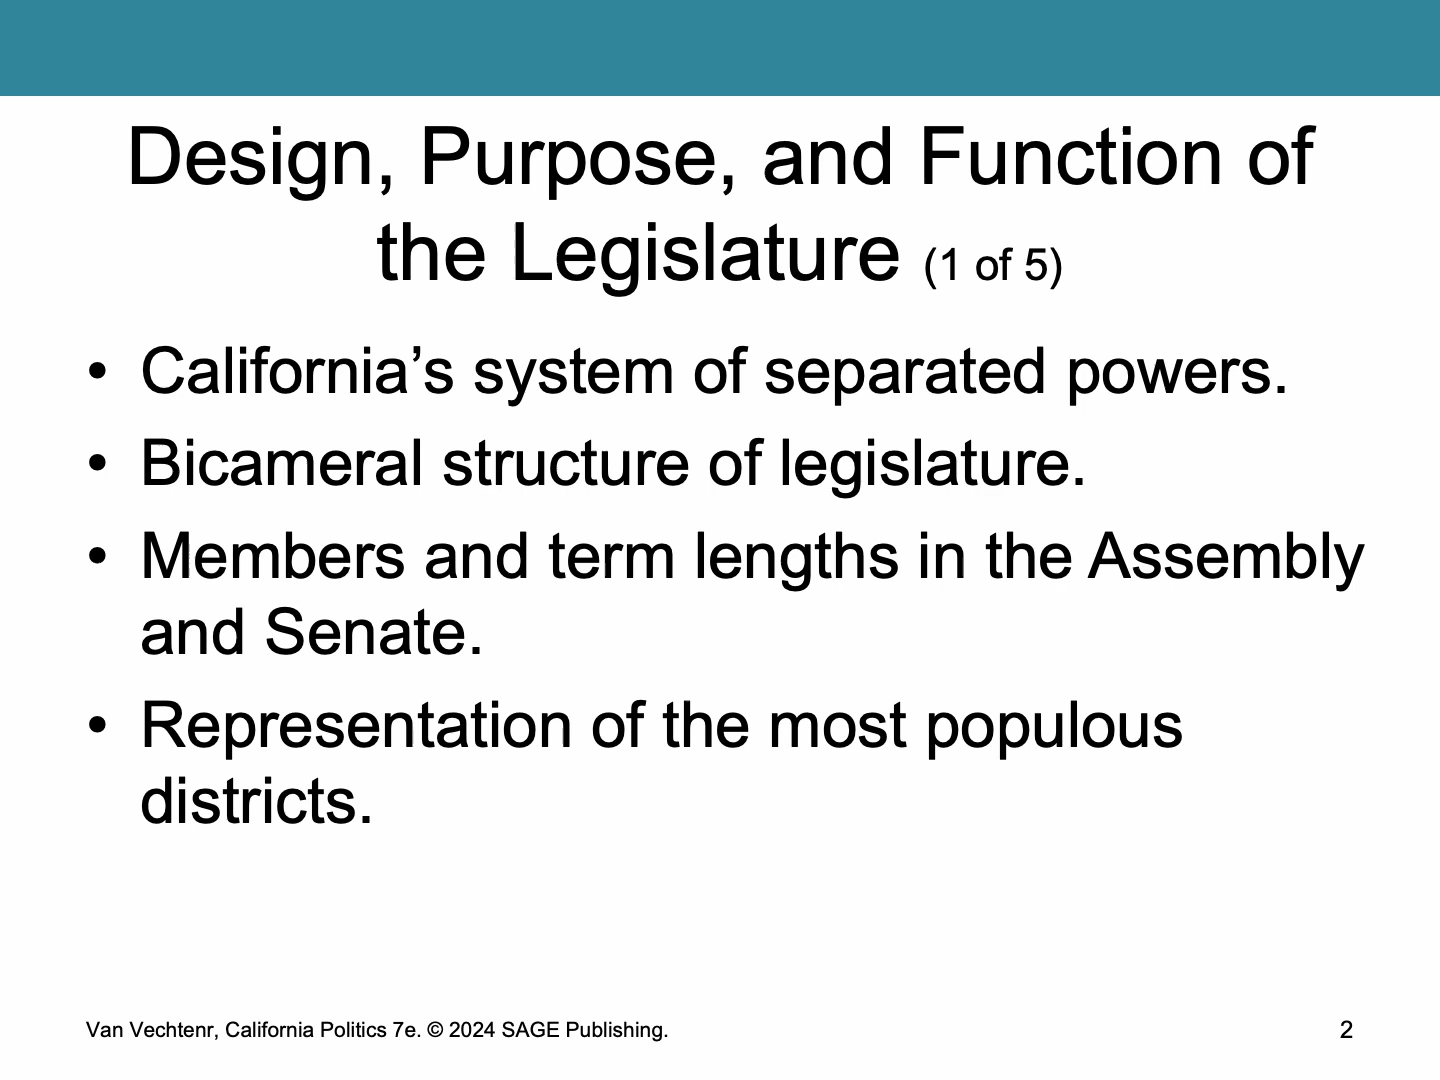 Design, Purpose, and Function of
the Legislature (1 of 5)
• California’s system of separated powers.
• Bicameral structure of legislature.
• Members and term lengths in the Assembly
and Senate.
• Representation of the most populous
districts.
Van Vechtenr, California Politics 7e. © 2024 SAGE Publishing.
2